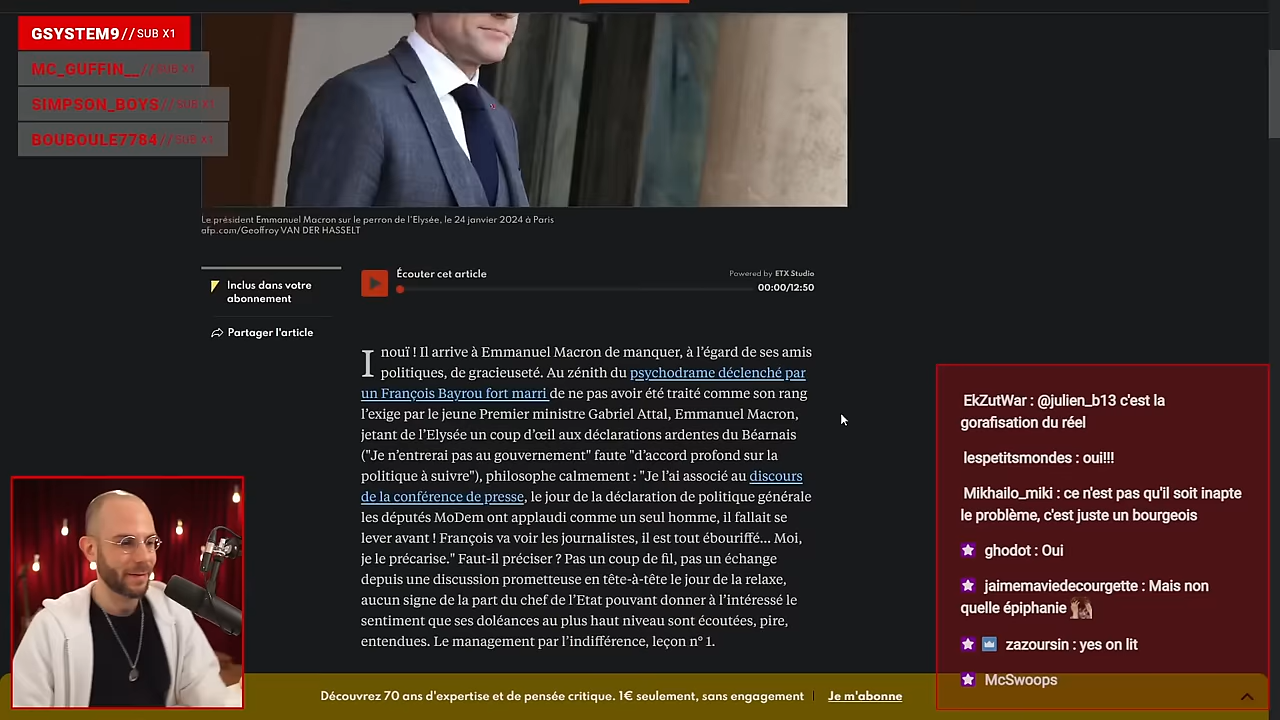 GSYSTEM9 // SUB X1
MC_GUFFIN__ // SUB X1
SIMPSON_BOYS // SUB X1
BOUBOULE7784 // SUB X1
Le président Emmanuel Macron sur le perron de l'Elysée, le 24 janvier 2024 à Paris
afp.com/Geoffroy VAN DER HASSELT
Inclus dans votre
abonnement
Partager l'article
Écouter cet article
Powered by ETX Studio
00:00/12:50
Inouï ! Il arrive à Emmanuel Macron de manquer, à l'égard de ses amis
politiques, de gracieuseté. Au zénith du psychodrame déclenché par
un François Bayrou fort marri de ne pas avoir été traité comme son rang
l'exige par le jeune Premier ministre Gabriel Attal, Emmanuel Macron,
jetant de l'Elysée un coup d'œil aux déclarations ardentes du Béarnais
("Je n'entrerai pas au gouvernement" faute "d'accord profond sur la
politique à suivre"), philosophe calmement : "Je l'ai associé au discours
de la conférence de presse, le jour de la déclaration de politique générale
les députés MoDem ont applaudi comme un seul homme, il fallait se
lever avant ! François va voir les journalistes, il est tout ébouriffé... Moi,
je le précarise." Faut-il préciser ? Pas un coup de fil, pas un échange
depuis une discussion prometteuse en tête-à-tête le jour de la relaxe,
aucun signe de la part du chef de l'Etat pouvant donner à l'intéressé le
sentiment que ses doléances au plus haut niveau sont écoutées, pire,
entendues. Le management par l'indifférence, leçon n° 1.
EkZutWar : @julien_b13 c'est la
gorafisation du réel
lespetitsmondes : oui!!!
Mikhailo_miki : ce n'est pas qu'il soit inapte
le problème, c'est juste un bourgeois
ghodot : Oui
jaimemaviedecourgette : Mais non
quelle épiphanie
zazoursin : yes on lit
McSwoops
Découvrez 70 ans d'expertise et de pensée critique. 1€ seulement, sans engagement | Je m'abonne